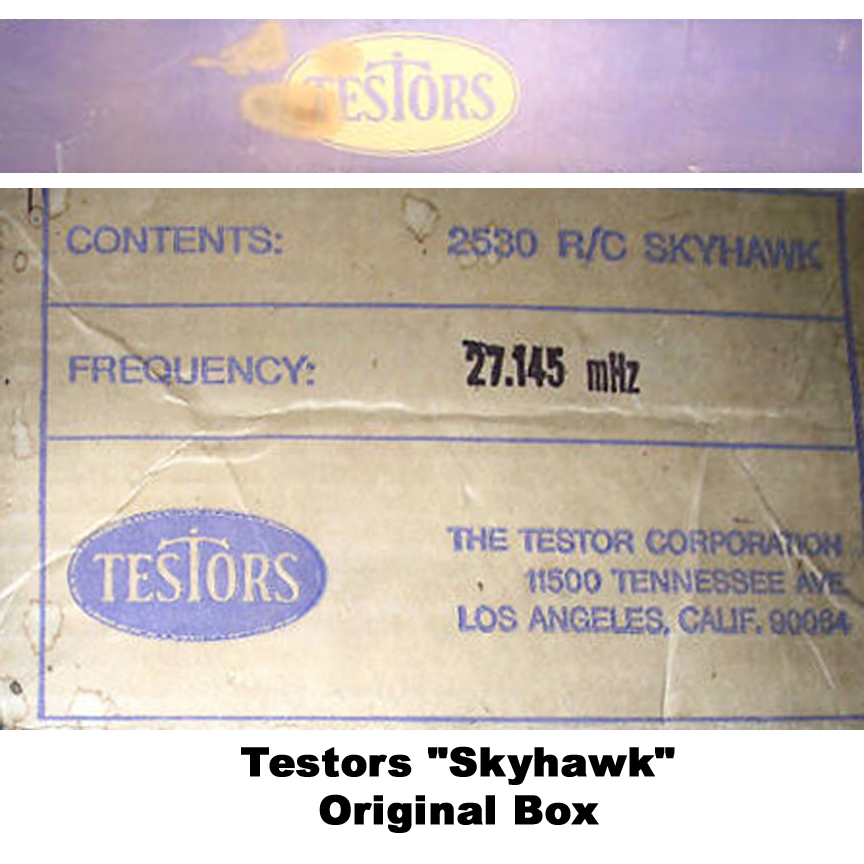 TESTORS
CONTENTS: 2530 R/C SKYHAWK
FREQUENCY: 27.145 mHz
TESTORS
THE TESTOR CORPORATION
11500 TENNESSEE AVE
LOS ANGELES, CALIF. 90064
Testors "Skyhawk"
Original Box